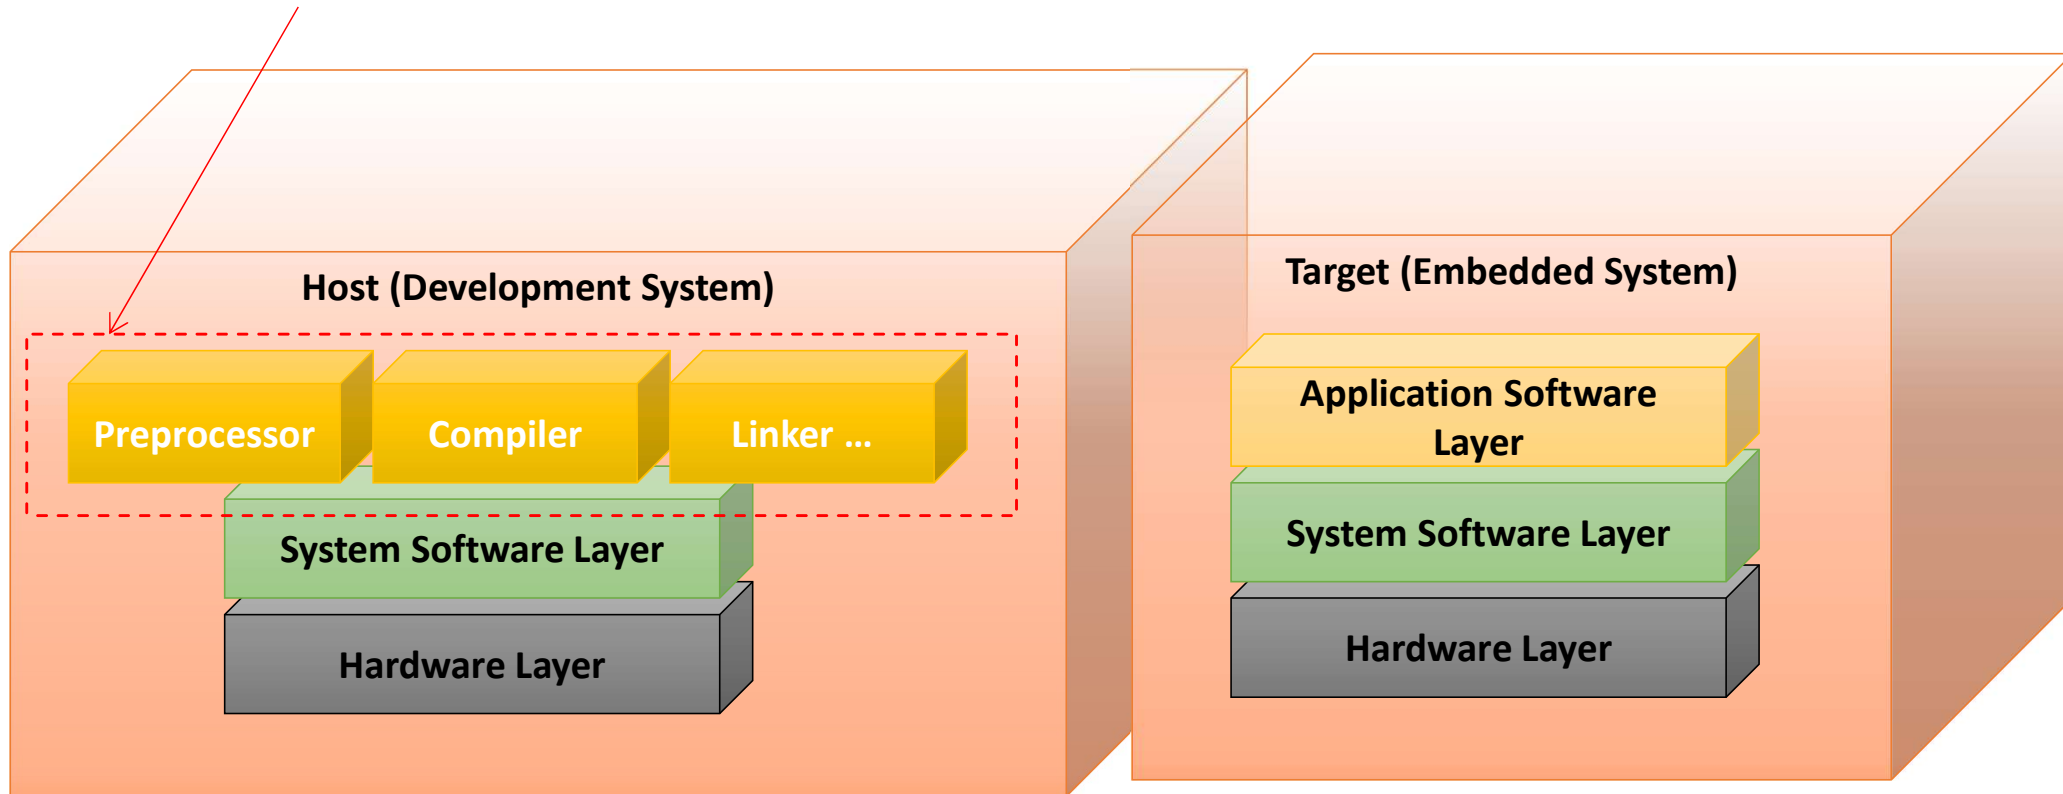 Host (Development System)
Preprocessor
Compiler
Linker ...
System Software Layer
Hardware Layer
Target (Embedded System)
Application Software
Layer
System Software Layer
Hardware Layer